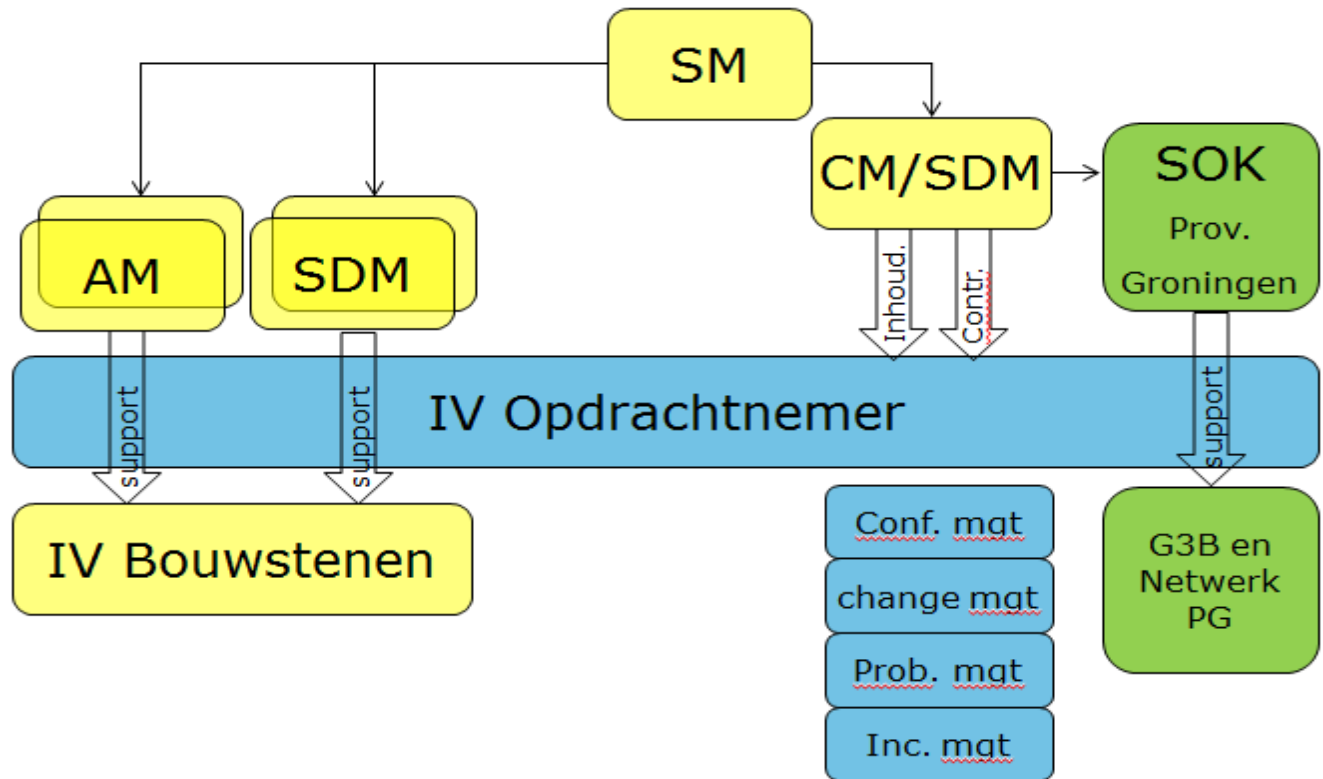 SM
CM/SDM
SOK
Prov.
Groningen
AM
SDM
Inhoud.
Contr.
IV Opdrachtnemer
support
support
support
IV Bouwstenen
Conf. mgt
change mgt
Prob. mgt
Inc. mgt
G3B en
Netwerk
PG